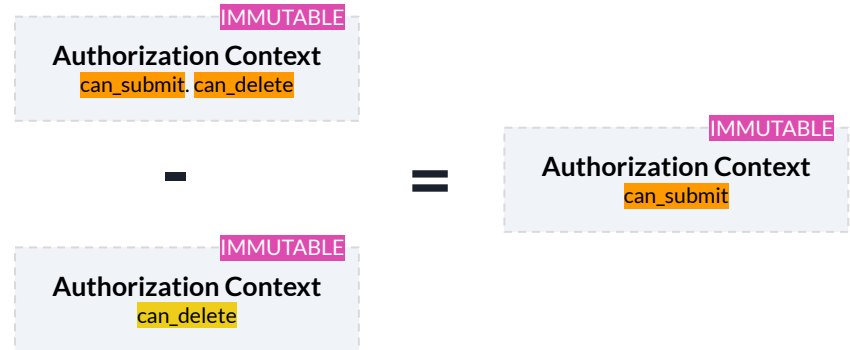 IMMUTABLE
Authorization Context
can_submit. can_delete
-
=
IMMUTABLE
Authorization Context
can_submit
IMMUTABLE
Authorization Context
can_delete